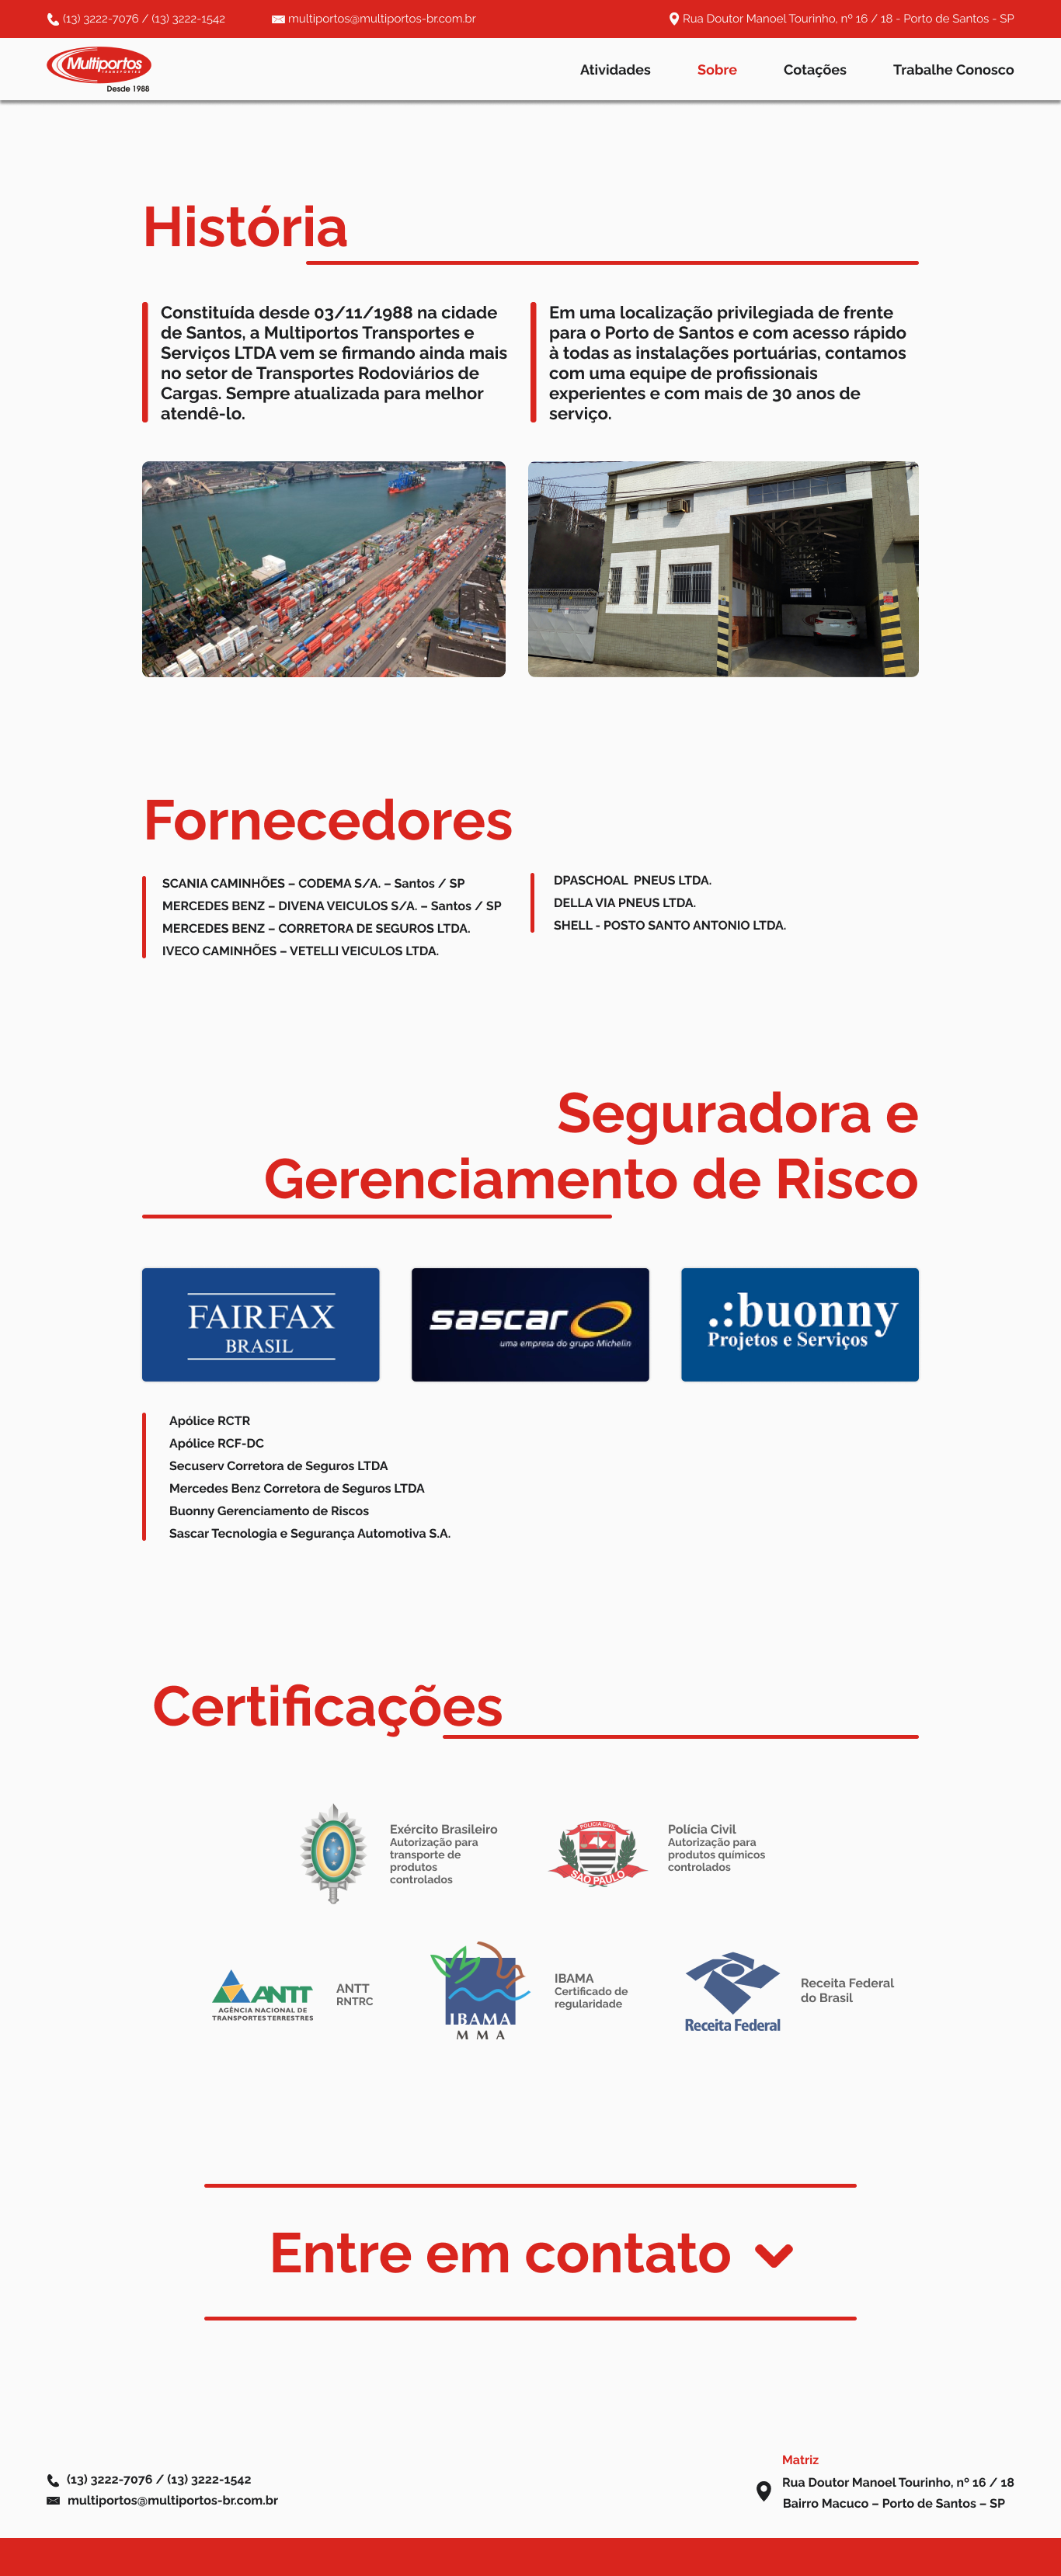 (13) 3222-7076 / (13) 3222-1542
multiportos@multiportos-br.com.br
Rua Doutor Manoel Tourinho, nº 16 / 18 - Porto de Santos - SP
Multiportos
TRANSPORTES
Desde 1988
Atividades
Sobre
Cotações
Trabalhe Conosco
História
Constituída desde 03/11/1988 na cidade
de Santos, a Multiportos Transportes e
Serviços LTDA vem se firmando ainda mais
no setor de Transportes Rodoviários de
Cargas. Sempre atualizada para melhor
atendê-lo.
Em uma localização privilegiada de frente
para o Porto de Santos e com acesso rápido
à todas as instalações portuárias, contamos
com uma equipe de profissionais
experientes e com mais de 30 anos de
serviço.
Fornecedores
SCANIA CAMINHÕES – CODEMA S/A. – Santos / SP
MERCEDES BENZ – DIVENA VEICULOS S/A. – Santos / SP
MERCEDES BENZ – CORRETORA DE SEGUROS LTDA.
IVECO CAMINHÕES – VETELLI VEICULOS LTDA.
DPASCHOAL  PNEUS LTDA.
DELLA VIA PNEUS LTDA.
SHELL - POSTO SANTO ANTONIO LTDA.
Seguradora e
Gerenciamento de Risco
FAIRFAX
BRASIL
sascar
uma empresa do grupo Michelin
.:buonny
Projetos e Serviços
Apólice RCTR
Apólice RCF-DC
Secuserv Corretora de Seguros LTDA
Mercedes Benz Corretora de Seguros LTDA
Buonny Gerenciamento de Riscos
Sascar Tecnologia e Segurança Automotiva S.A.
Certificações
Exército Brasileiro
Autorização para
transporte de
produtos
controlados
POLÍCIA CIVIL
SÃO PAULO
Polícia Civil
Autorização para
produtos químicos
controlados
ANTT
AGÊNCIA NACIONAL DE
TRANSPORTES TERRESTRES
ANTT
RNTRC
IBAMA
M M A
IBAMA
Certificado de
regularidade
Receita Federal
Receita Federal
do Brasil
Entre em contato
(13) 3222-7076 / (13) 3222-1542
multiportos@multiportos-br.com.br
Matriz
Rua Doutor Manoel Tourinho, nº 16 / 18
Bairro Macuco – Porto de Santos – SP